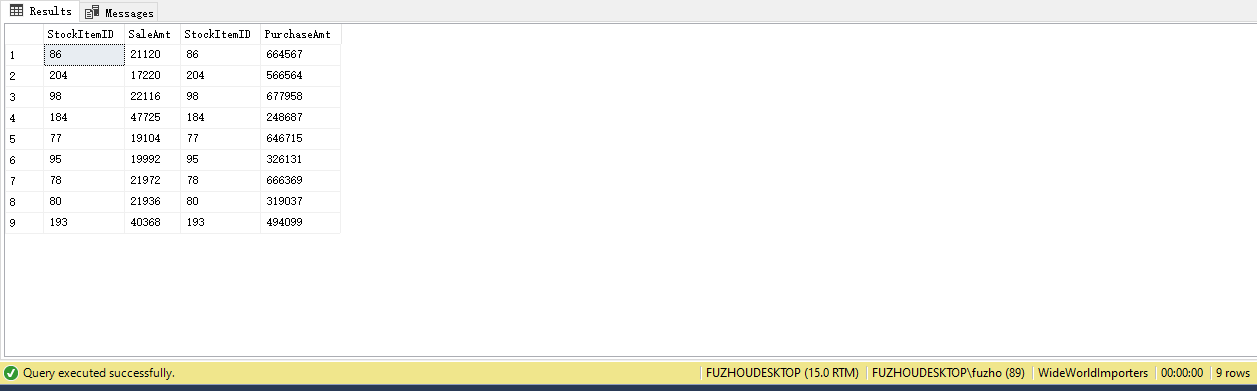 Results Messages
StockItemID SaleAmt StockItemID PurchaseAmt
1 86 21120 86 664567
2 204 17220 204 566564
3 98 22116 98 677958
4 184 47725 184 248687
5 77 19104 77 646715
6 95 19992 95 326131
7 78 21972 78 666369
8 80 21936 80 319037
9 193 40368 193 494099
Query executed successfully. FUZHOUDESKTOP (15.0 RTM) FUZHOUDESKTOP\fuzho (89) WideWorldImporters 00:00:00 9 rows